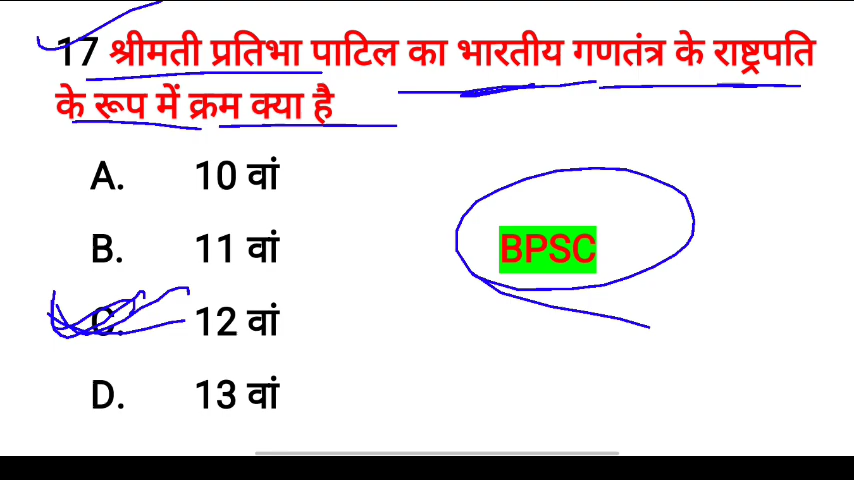 17 श्रीमती प्रतिभा पाटिल का भारतीय गणतंत्र के राष्ट्रपति
के रूप में क्रम क्या है
A. 10 वां
B. 11 वां
BPSC
C. 12 वां
D. 13 वां